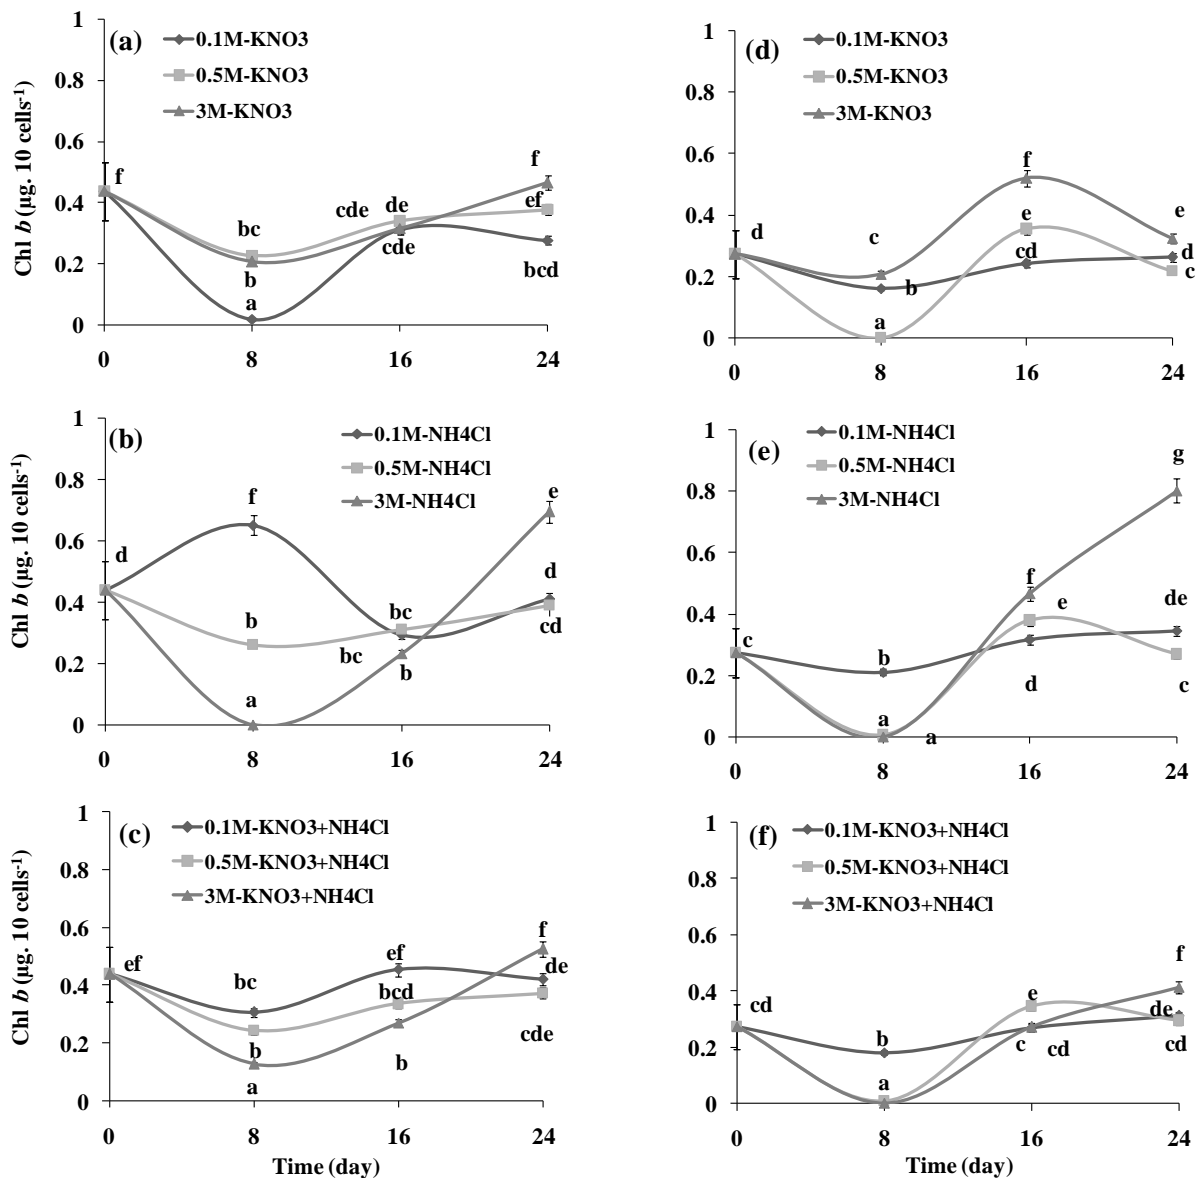 (a)
0.1M-KNO3
0.5M-KNO3
3M-KNO3
Chl b (µg. 10 cells-1)
1
0.8
0.6
0.4
0.2
0
0 8 16 24
f
bc
b
a
cde
de
cde
f
ef
bcd
(d)
0.1M-KNO3
0.5M-KNO3
3M-KNO3
1
0.8
0.6
0.4
0.2
0
0 8 16 24
d
c
b
a
f
e
cd
e
d
c
(b)
0.1M-NH4Cl
0.5M-NH4Cl
3M-NH4Cl
Chl b (µg. 10 cells-1)
1
0.8
0.6
0.4
0.2
0
0 8 16 24
d
f
b
a
bc
bc
b
e
d
cd
(e)
0.1M-NH4Cl
0.5M-NH4Cl
3M-NH4Cl
1
0.8
0.6
0.4
0.2
0
0 8 16 24
c
b
a
a
f
e
d
g
de
c
(c)
0.1M-KNO3+NH4Cl
0.5M-KNO3+NH4Cl
3M-KNO3+NH4Cl
Chl b (µg. 10 cells-1)
1
0.8
0.6
0.4
0.2
0
0 8 16 24
Time (day)
ef
bc
b
a
ef
bcd
b
f
de
cde
(f)
0.1M-KNO3+NH4Cl
0.5M-KNO3+NH4Cl
3M-KNO3+NH4Cl
1
0.8
0.6
0.4
0.2
0
0 8 16 24
Time (day)
cd
b
a
e
c
cd
f
de
cd